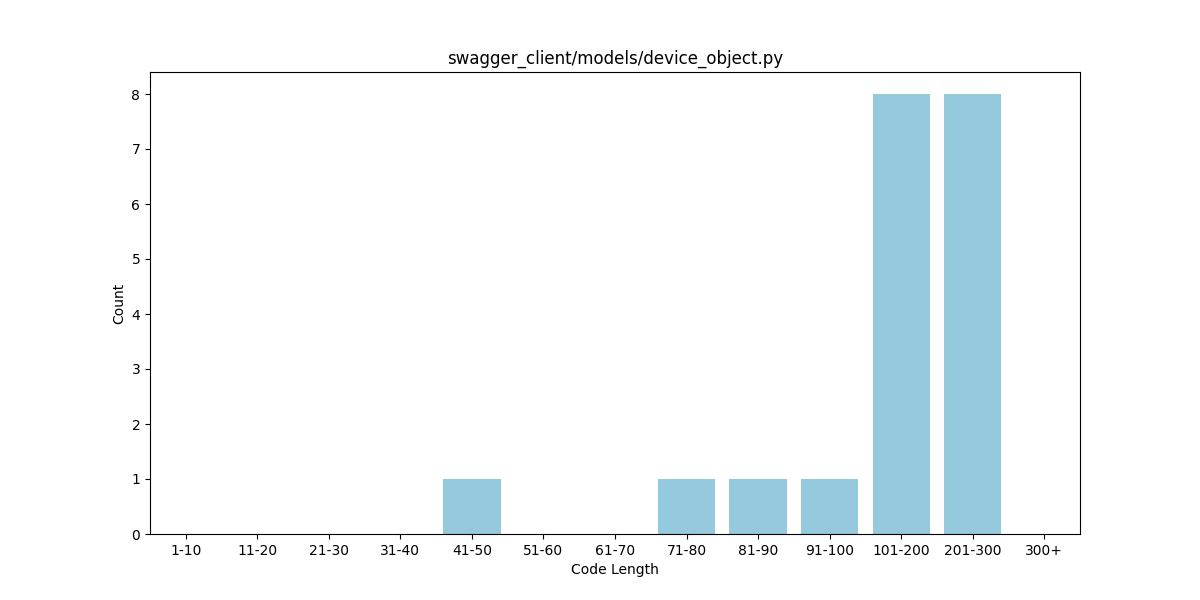 swagger_client/models/device_object.py
8
7
6
5
4
3
2
1
0
Count
1-10 11-20 21-30 31-40 41-50 51-60 61-70 71-80 81-90 91-100 101-200 201-300 300+
Code Length